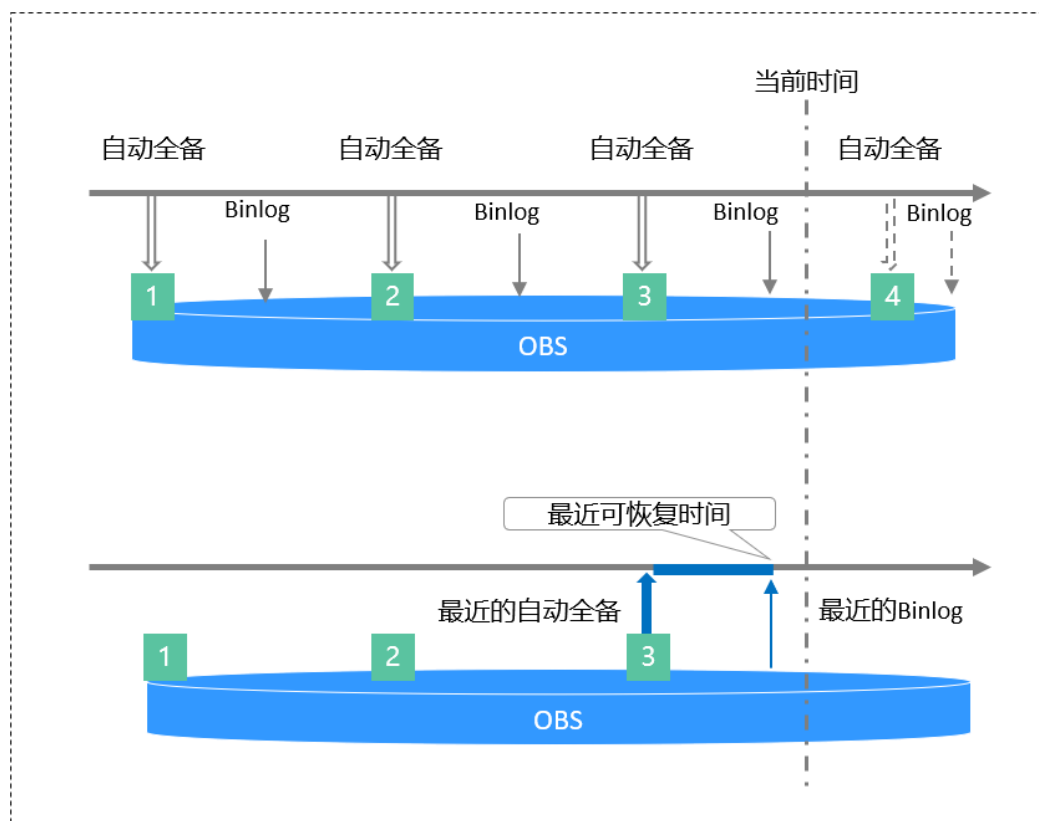 当前时间
自动全备 自动全备 自动全备 自动全备
Binlog Binlog Binlog Binlog
1 2 3 4
OBS
最近可恢复时间
最近的自动全备 最近的Binlog
1 2 3
OBS